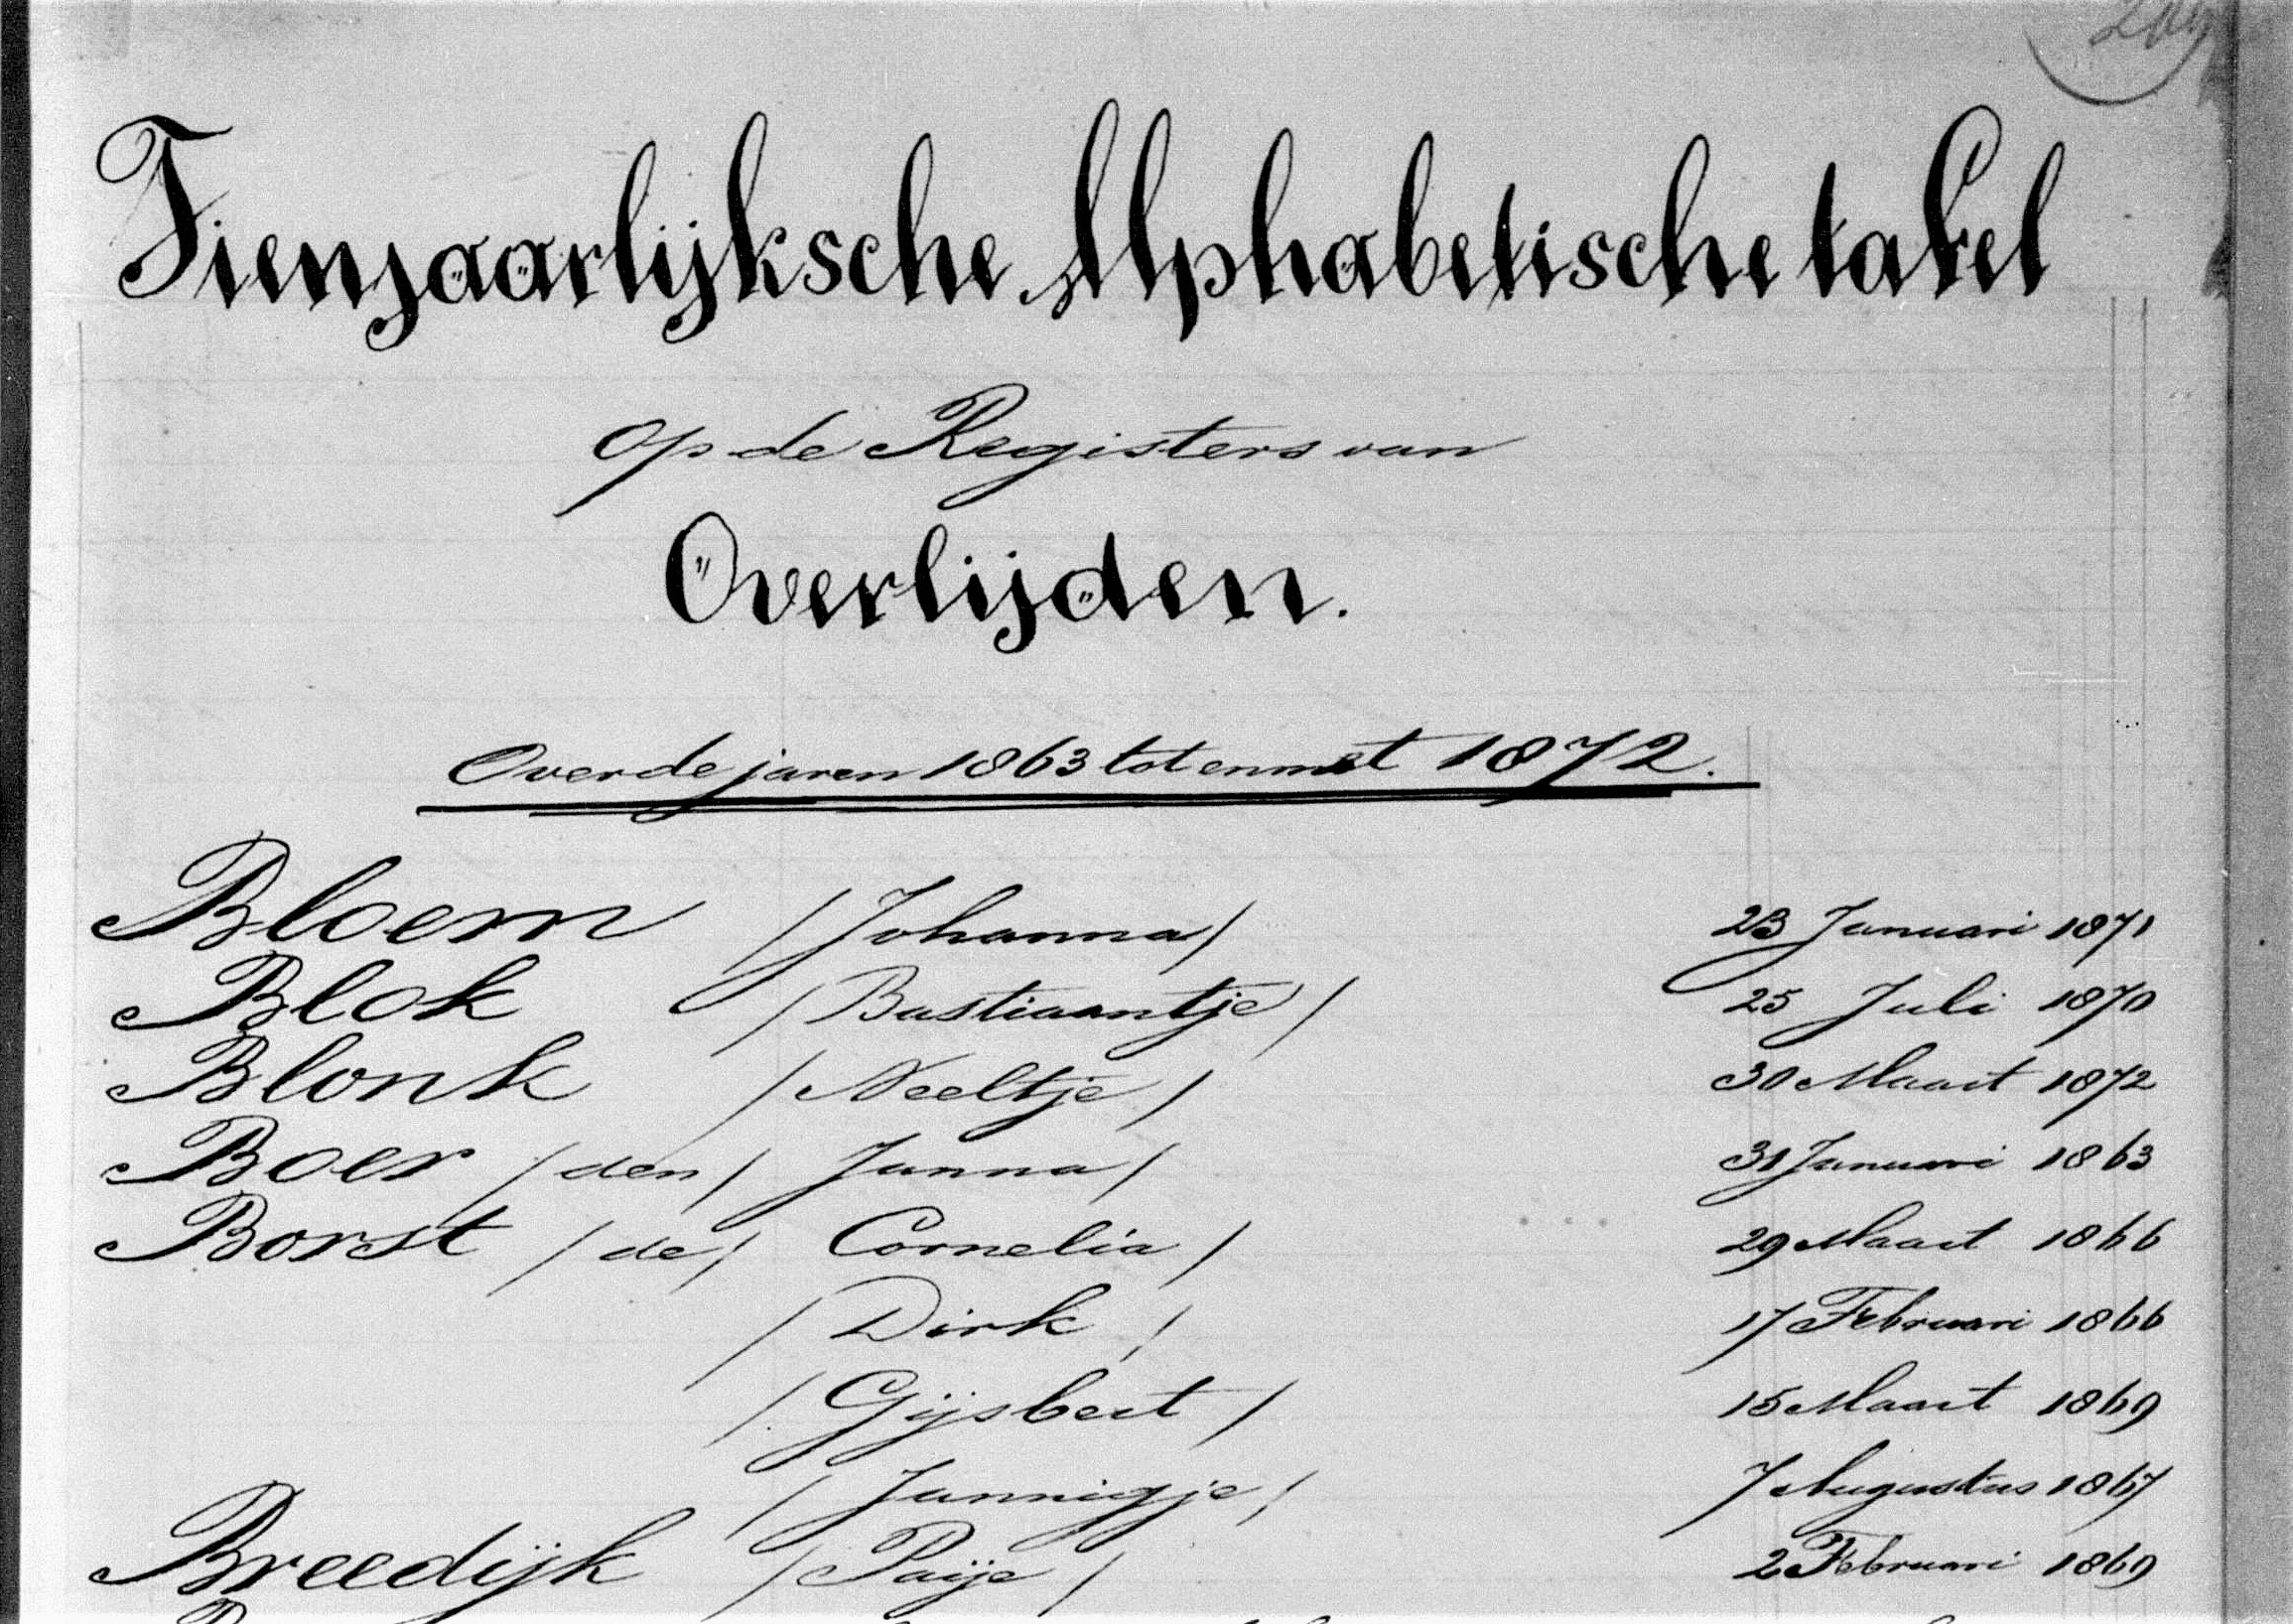 Tienjaarlijksche Alphabetische tafel
op de Registers van
Overlijden.
Over de jaren 1863 tot en met 1872.
Bloem (Johanna) 23 Januari 1871
Blok (Bastiaantje) 25 Juli 1870
Blonk (Neeltje) 30 Maart 1872
Boer (den) Janna) 31 Januari 1863
Borst (de) Cornelia) 29 Maart 1866
(Dirk) 17 Februari 1866
(Gijsbert) 15 Maart 1869
(Jannigje) 7 Augustus 1867
Breedijk (Paije) 2 Februari 1869